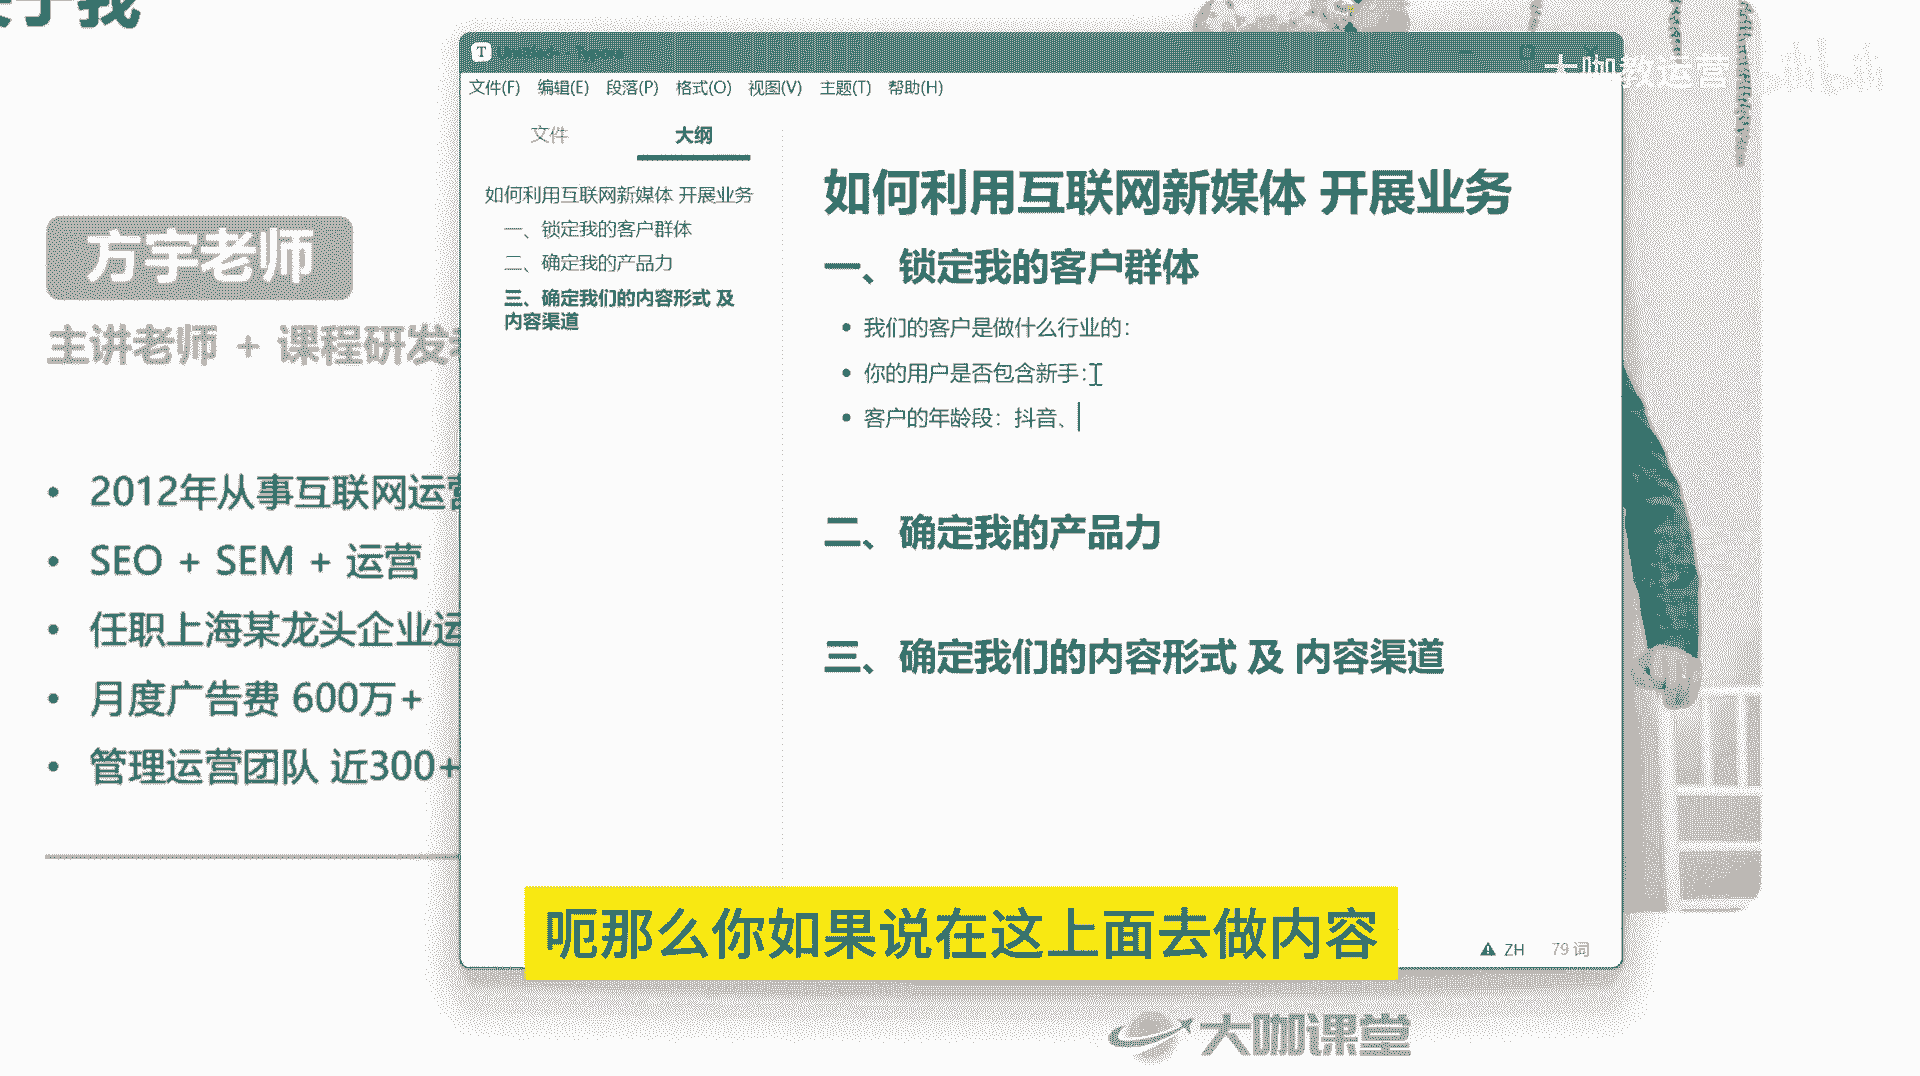 于我
方宇老师
主讲老师 + 课程研发
• 2012年从事互联网运营
• SEO + SEM + 运营
• 任职上海某龙头企业运
• 月度广告费 600万+
• 管理运营团队 近300+
T Untitled - Typora
文件(F) 编辑(E) 段落(P) 格式(O) 视图(V) 主题(T) 帮助(H)
文件 大纲
如何利用互联网新媒体 开展业务
一、锁定我的客户群体
二、确定我的产品力
三、确定我们的内容形式 及
内容渠道
如何利用互联网新媒体 开展业务
一、锁定我的客户群体
• 我们的客户是做什么行业的：
• 你的用户是否包含新手：
• 客户的年龄段：抖音、
二、确定我的产品力
三、确定我们的内容形式 及 内容渠道
ZH 79 词
大咖教运营
呃那么你如果说在这上面去做内容
大咖课堂